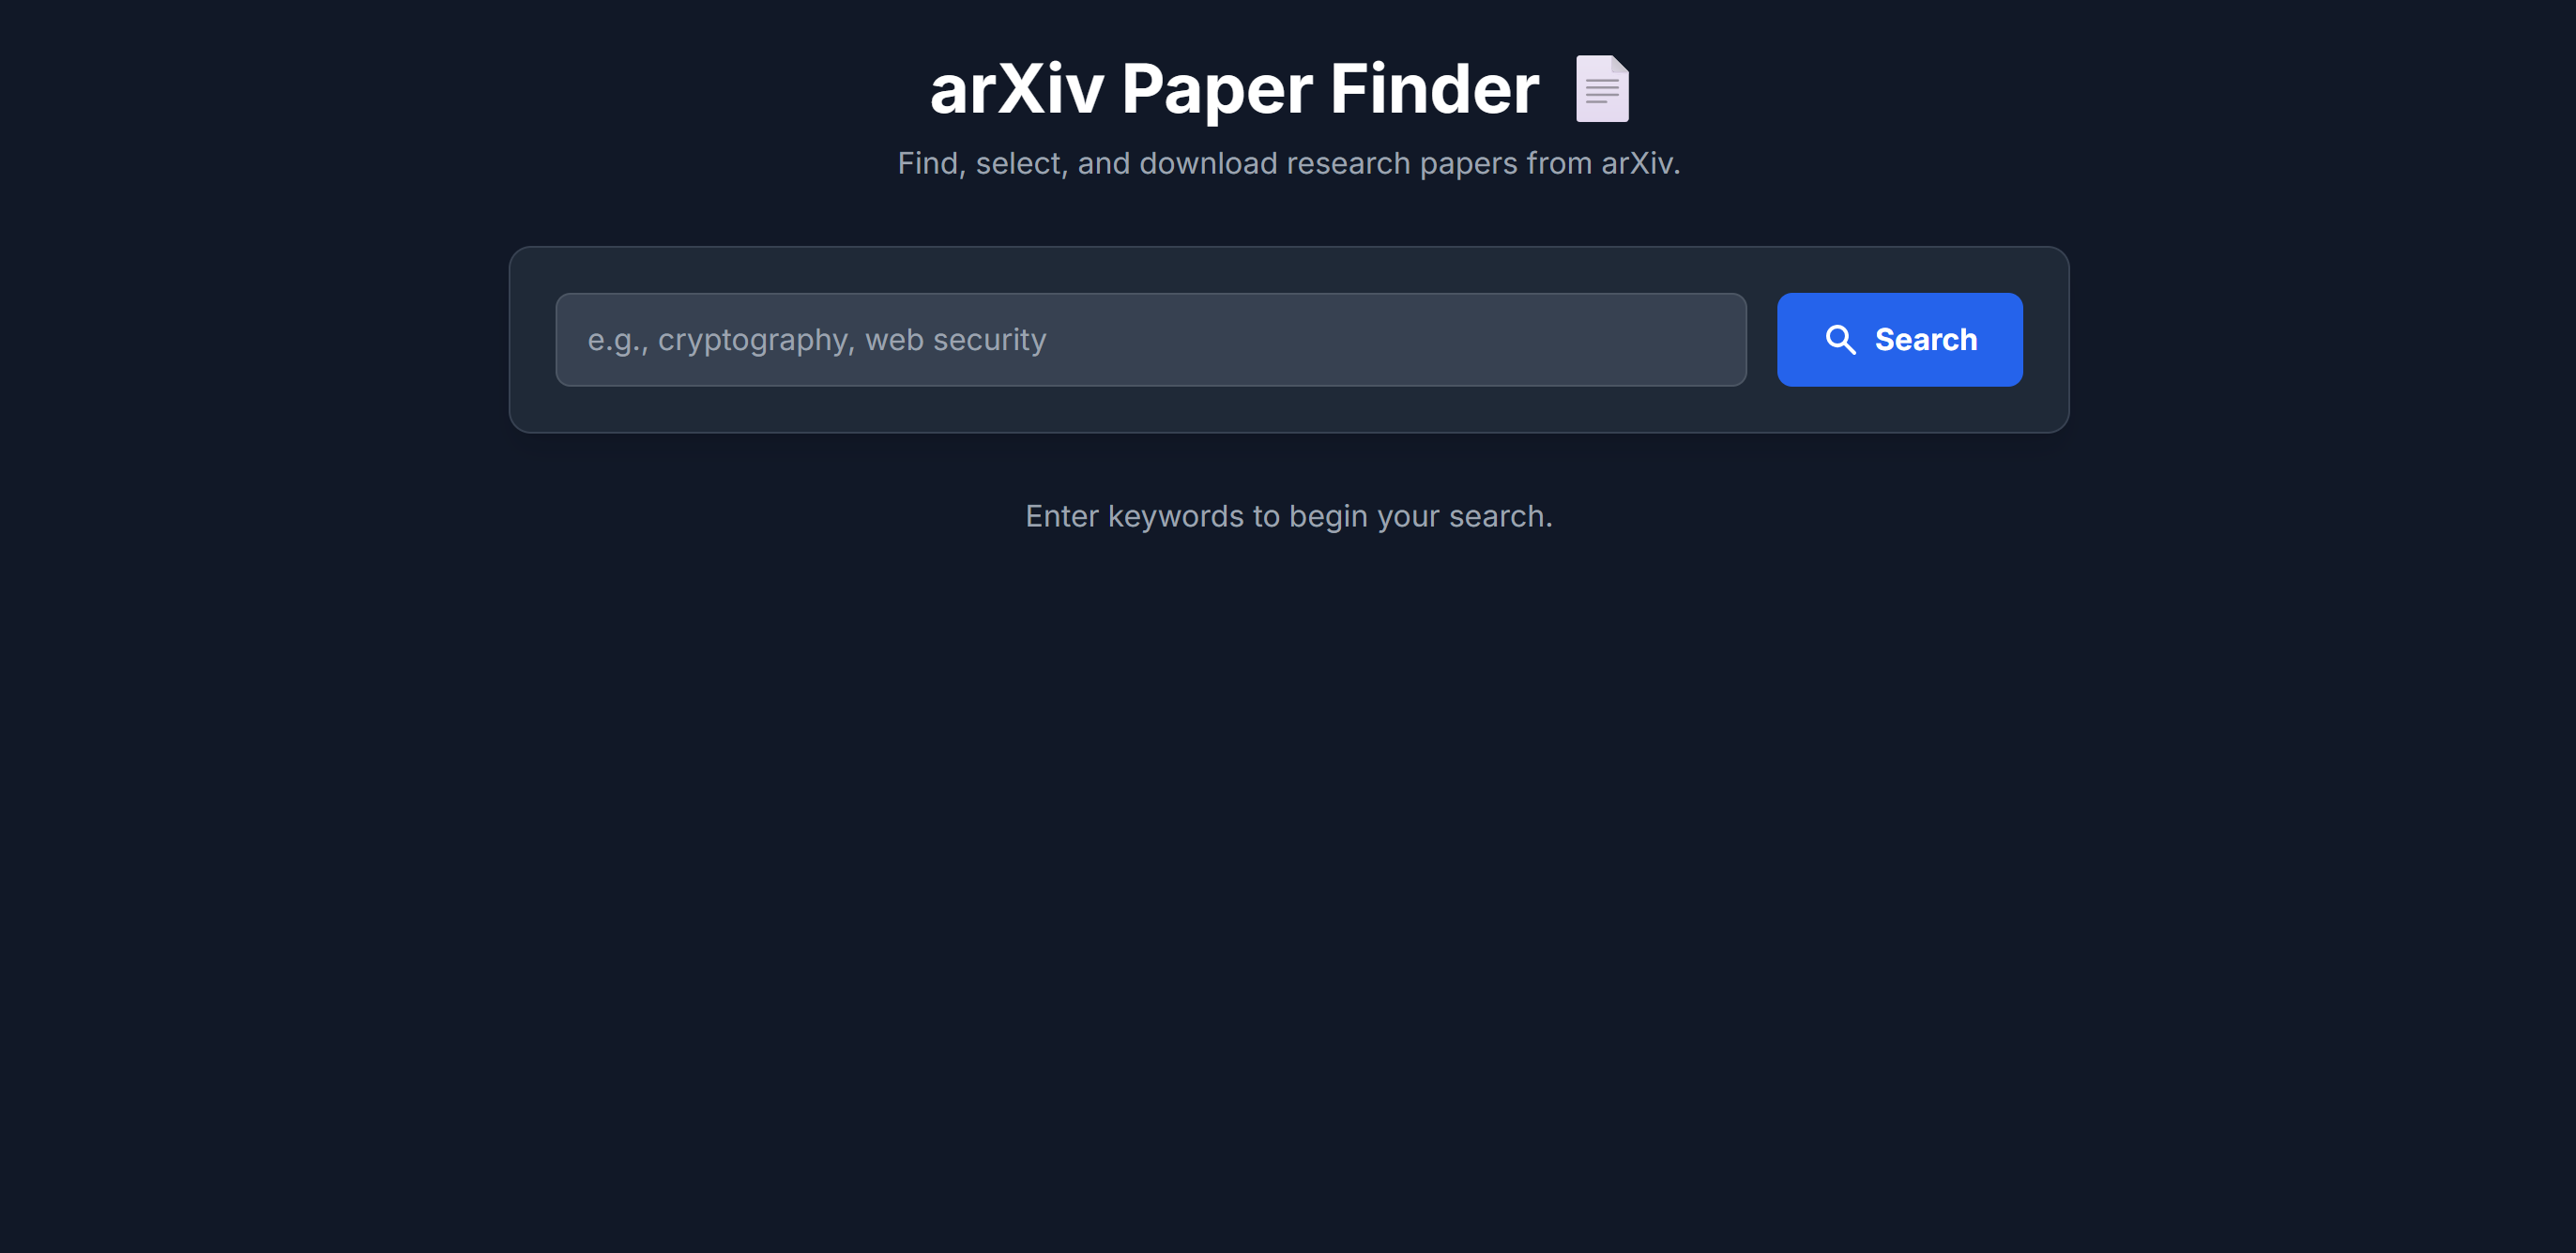 arXiv Paper Finder
Find, select, and download research papers from arXiv.
e.g., cryptography, web security
Search
Enter keywords to begin your search.